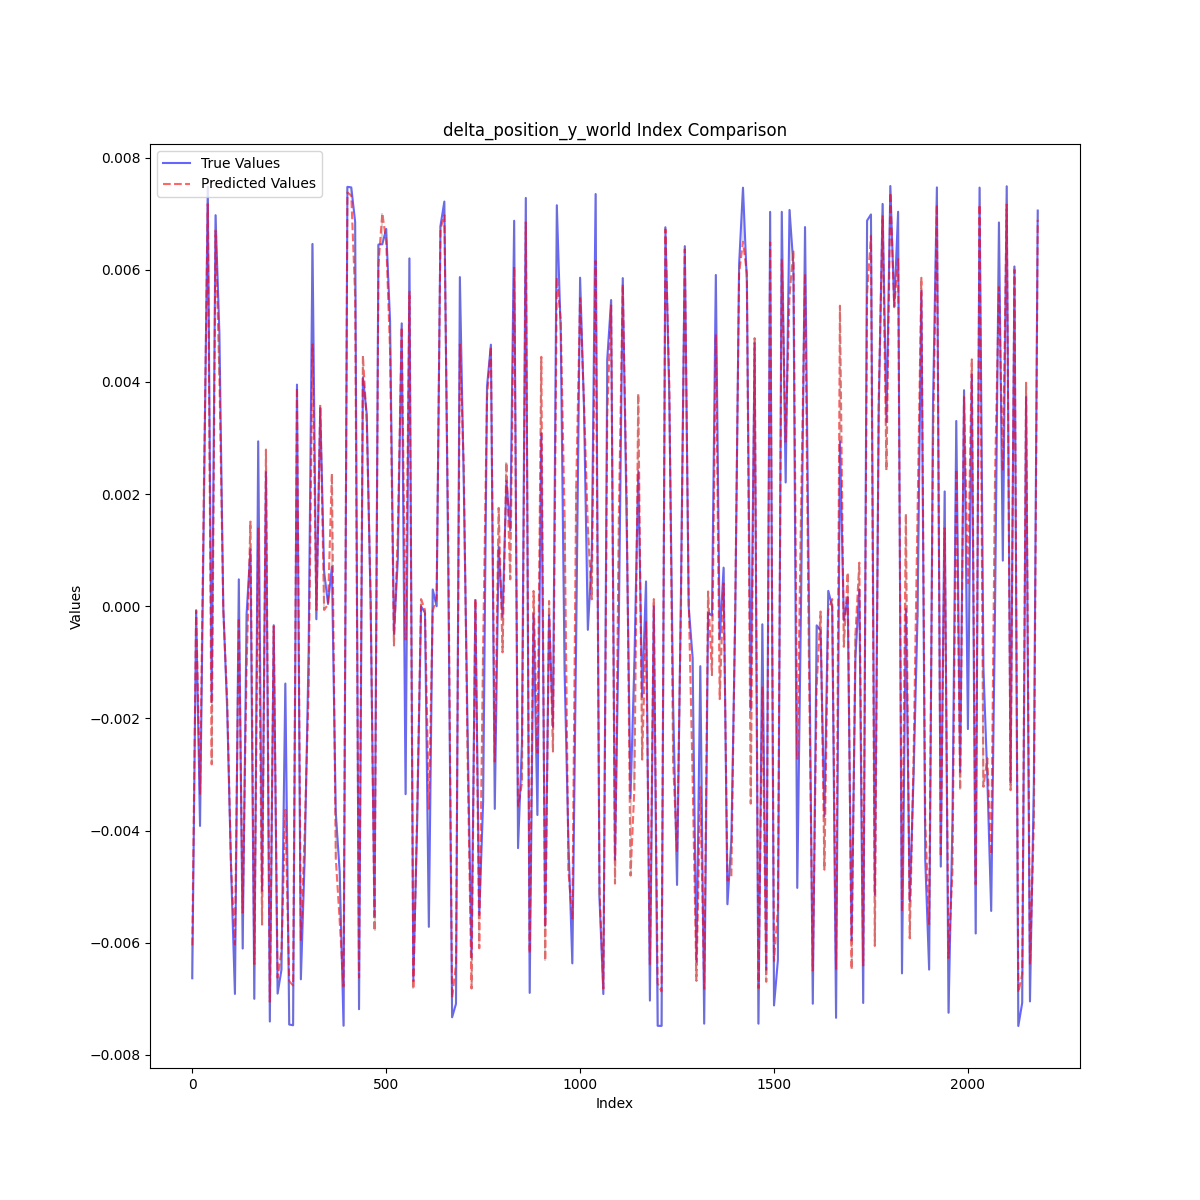 delta_position_y_world Index Comparison
True Values
Predicted Values
0.008
0.006
0.004
0.002
0.000
−0.002
−0.004
−0.006
−0.008
Values
0 500 1000 1500 2000
Index